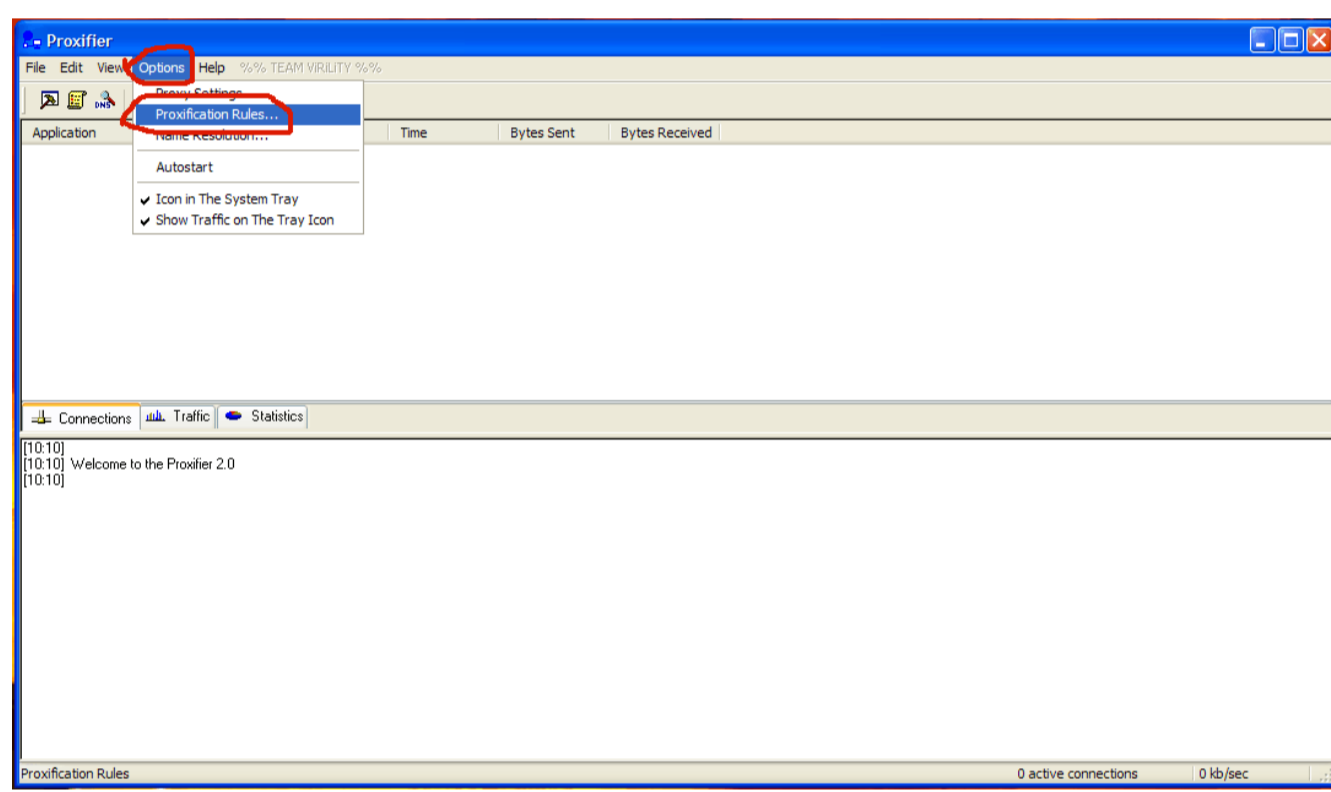 Proxifier
File Edit View Options Help %% TEAM ViRiLiTY %%
DNS
Proxy Settings...
Proxification Rules...
Name Resolution...
Autostart
Icon in The System Tray
Show Traffic on The Tray Icon
Application Time Bytes Sent Bytes Received
Connections Traffic Statistics
[10:10]
[10:10] Welcome to the Proxifier 2.0
[10:10]
Proxification Rules 0 active connections 0 kb/sec